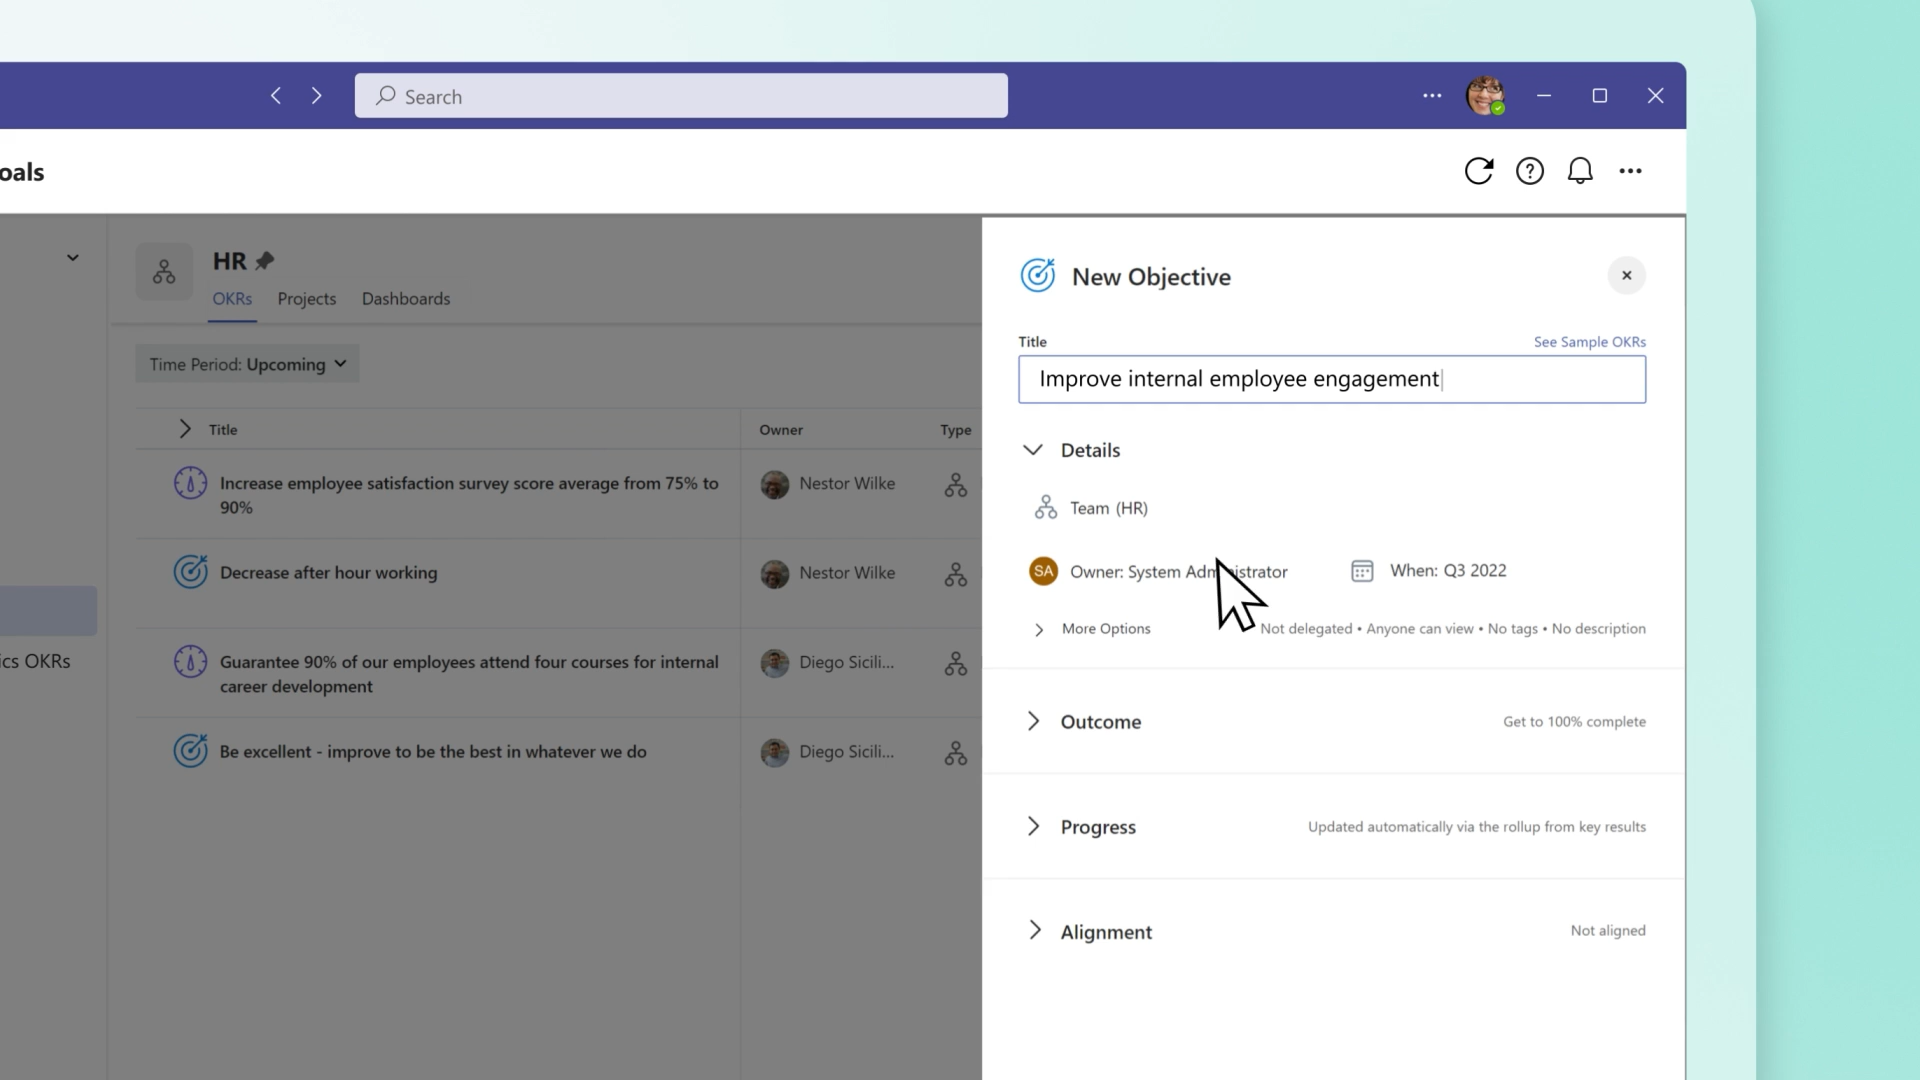 Search
oals
HR
OKRs Projects Dashboards
Time Period: Upcoming
Title Owner Type
Increase employee satisfaction survey score average from 75% to
90%
Nestor Wilke
Decrease after hour working
Nestor Wilke
ics OKRs
Guarantee 90% of our employees attend four courses for internal
career development
Diego Sicili...
Be excellent - improve to be the best in whatever we do
Diego Sicili...
New Objective
Title See Sample OKRs
Improve internal employee engagement
Details
Team (HR)
SA Owner: System Administrator When: Q3 2022
More Options Not delegated • Anyone can view • No tags • No description
Outcome Get to 100% complete
Progress Updated automatically via the rollup from key results
Alignment Not aligned